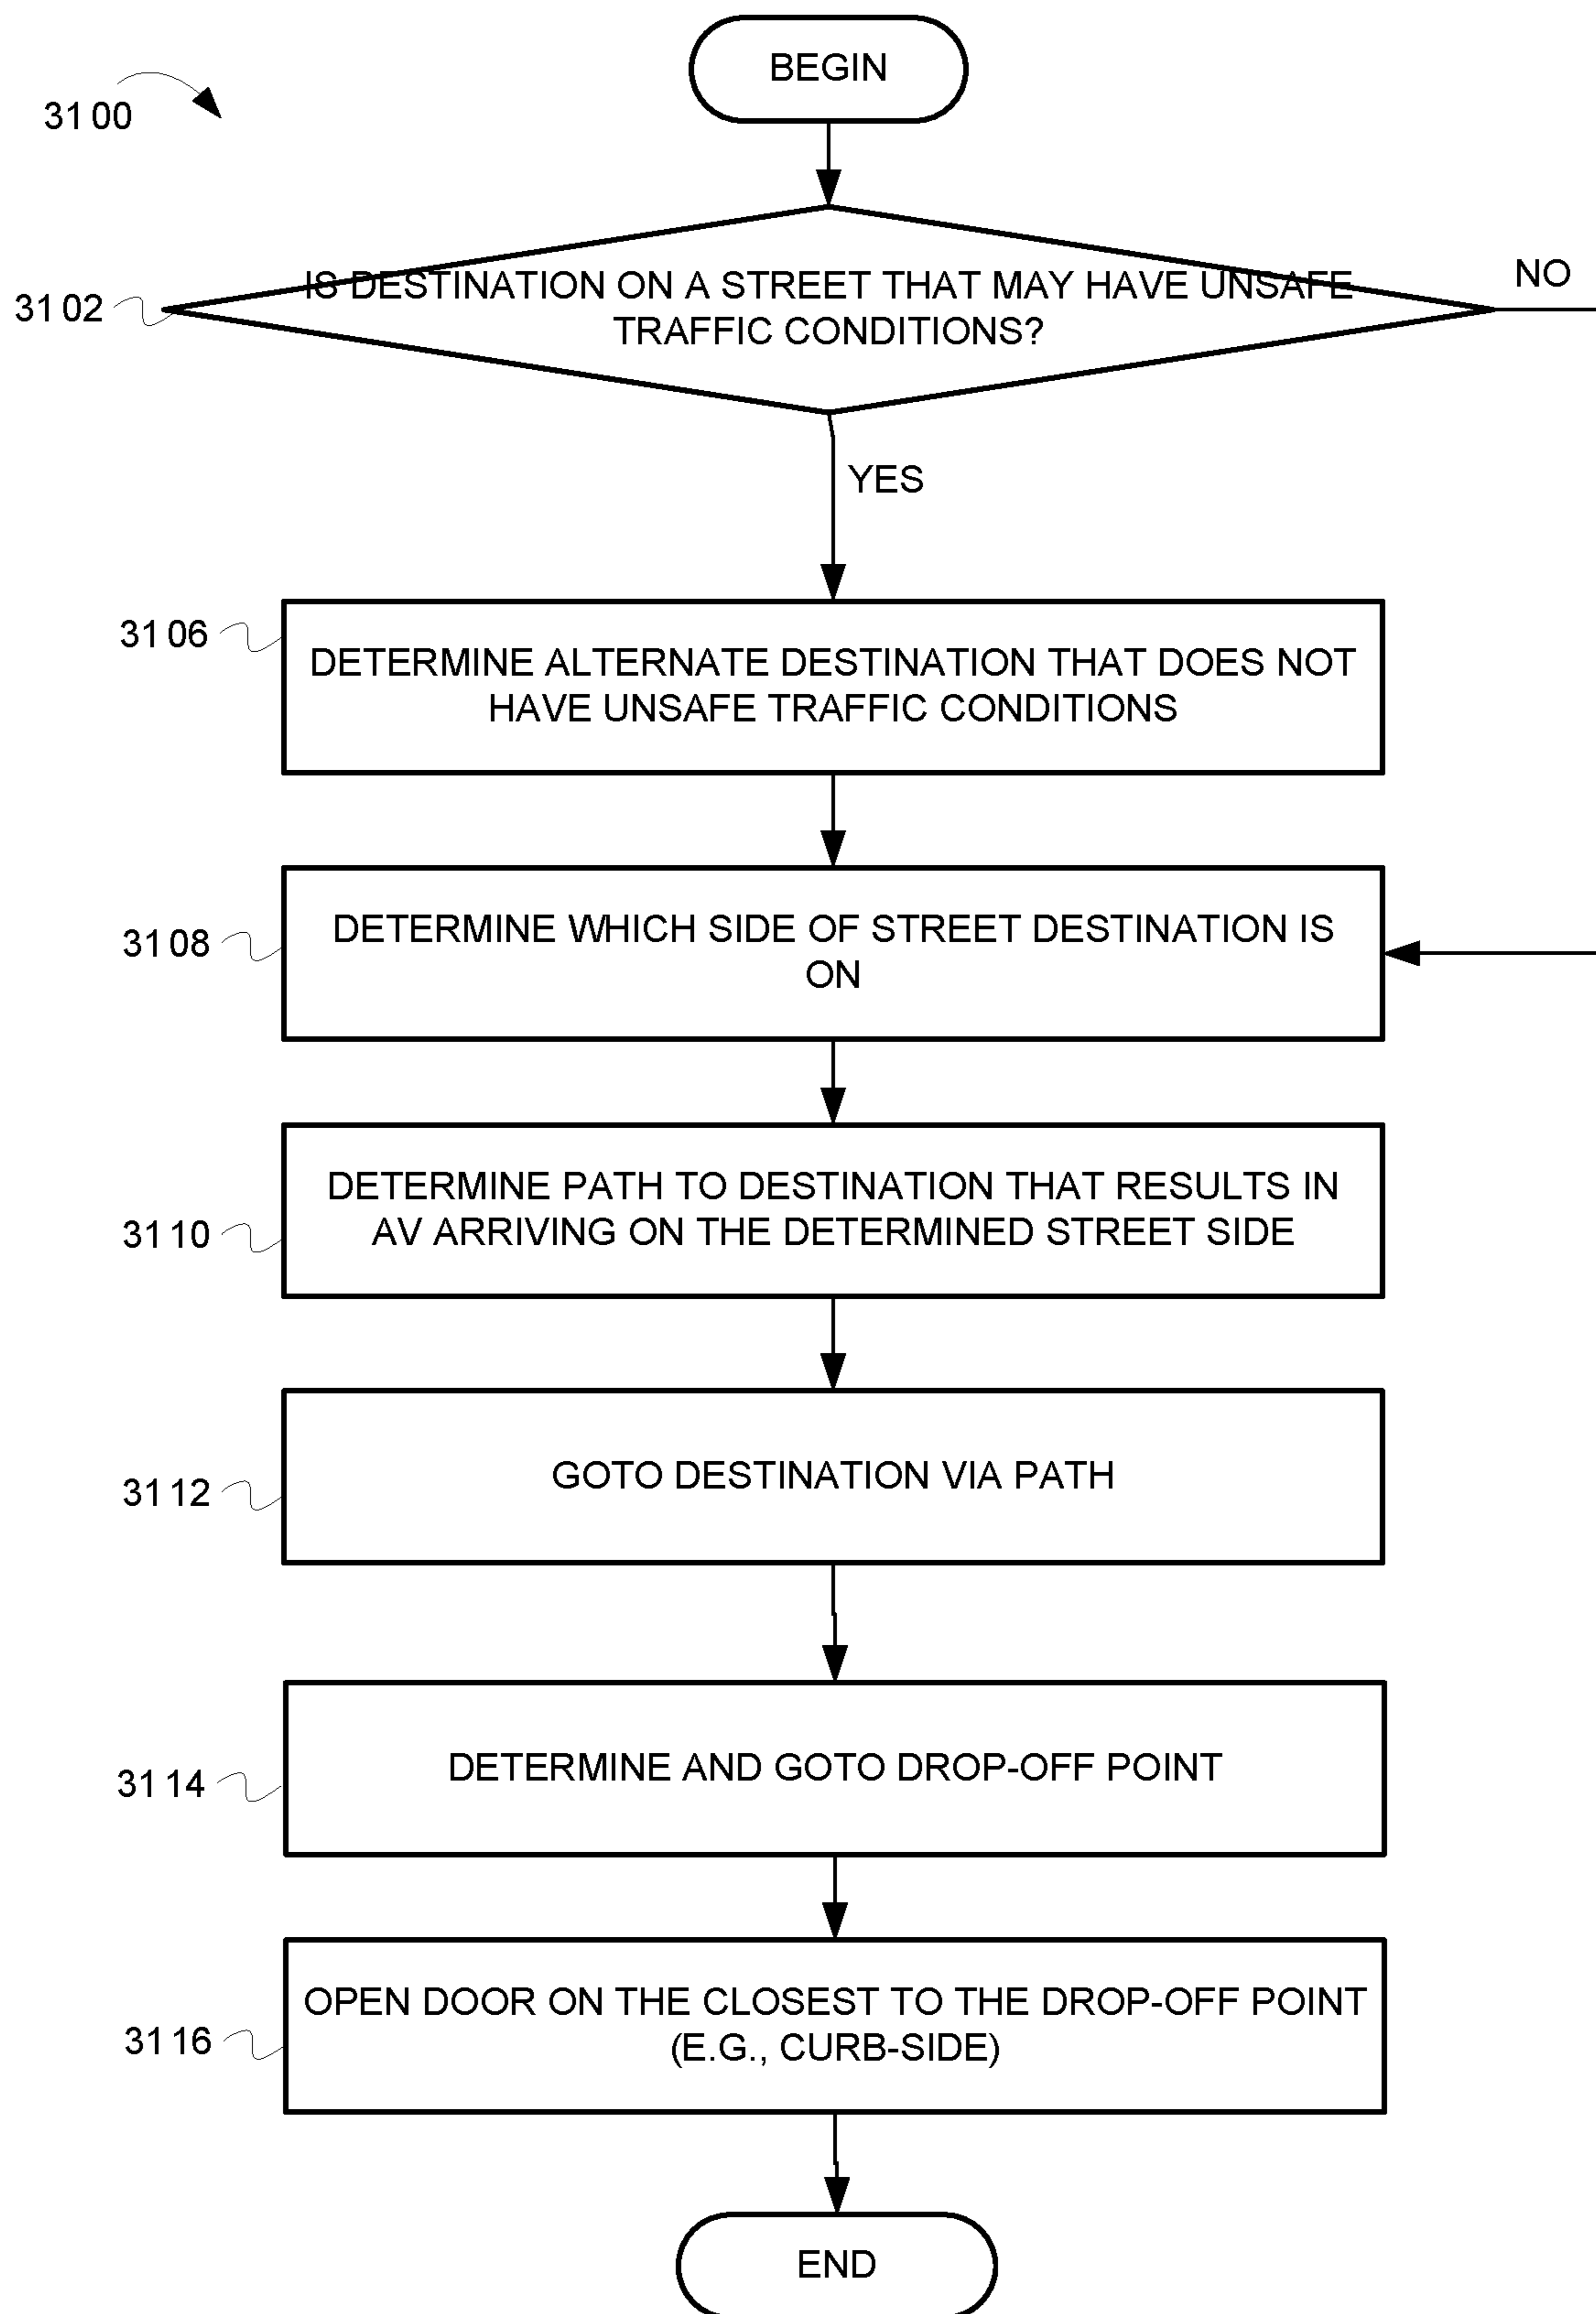 BEGIN
3100
IS DESTINATION ON A STREET THAT MAY HAVE UNSAFE
TRAFFIC CONDITIONS?
NO
3102
YES
3106
DETERMINE ALTERNATE DESTINATION THAT DOES NOT
HAVE UNSAFE TRAFFIC CONDITIONS
3108
DETERMINE WHICH SIDE OF STREET DESTINATION IS
ON
3110
DETERMINE PATH TO DESTINATION THAT RESULTS IN
AV ARRIVING ON THE DETERMINED STREET SIDE
3112
GOTO DESTINATION VIA PATH
3114
DETERMINE AND GOTO DROP-OFF POINT
3116
OPEN DOOR ON THE CLOSEST TO THE DROP-OFF POINT
(E.G., CURB-SIDE)
END